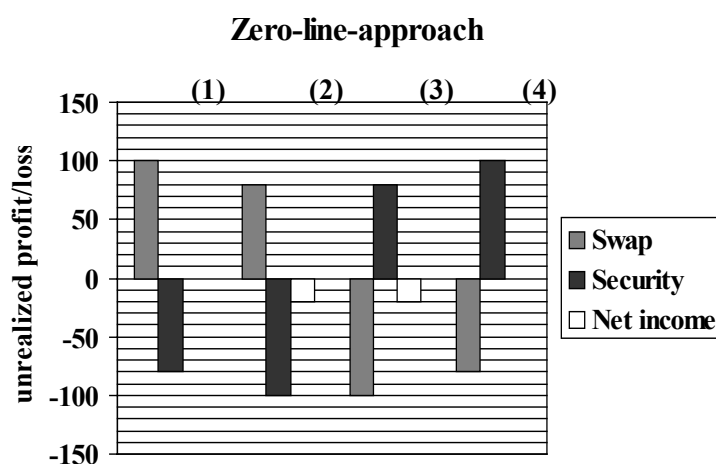 Zero-line-approach
(1) (2) (3) (4)
unrealized profit/loss
150
100
50
0
-50
-100
-150
Swap
Security
Net income